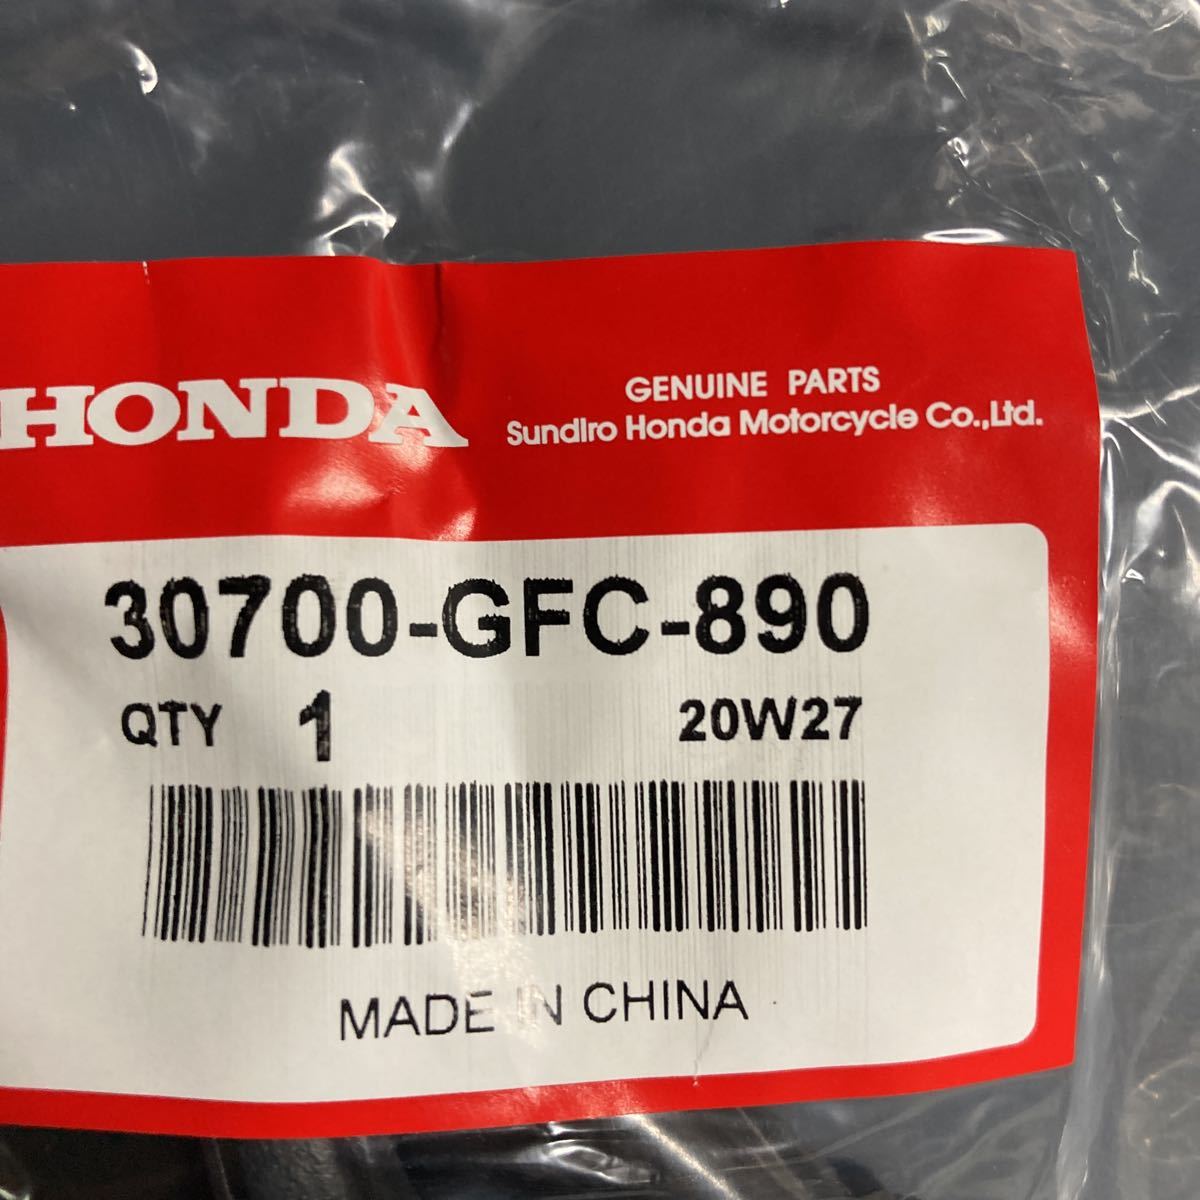 HONDA
GENUINE PARTS
Sundiro Honda Motorcycle Co.,Ltd.
30700-GFC-890
QTY 1 20W27
MADE IN CHINA